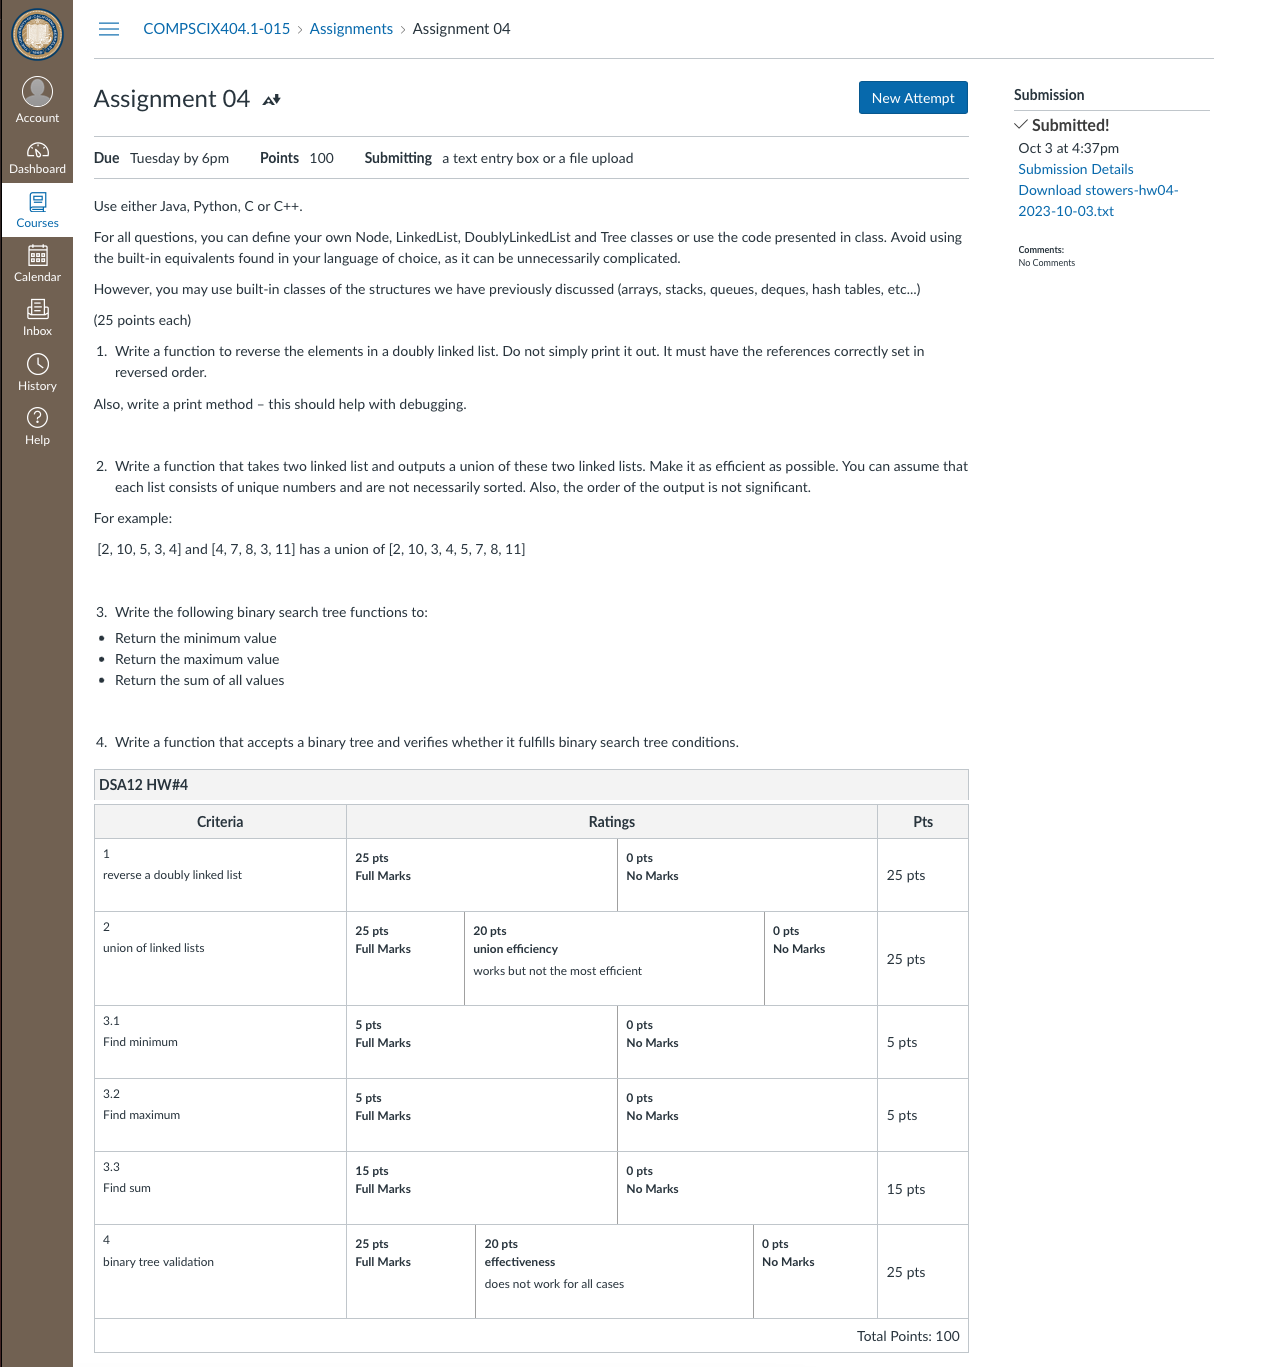 COMPSCIX404.1-015 › Assignments › Assignment 04
Account
Dashboard
Courses
Calendar
Inbox
History
Help
Assignment 04
New Attempt
Due Tuesday by 6pm Points 100 Submitting a text entry box or a file upload
Use either Java, Python, C or C++.
For all questions, you can define your own Node, LinkedList, DoublyLinkedList and Tree classes or use the code presented in class. Avoid using
the built-in equivalents found in your language of choice, as it can be unnecessarily complicated.
However, you may use built-in classes of the structures we have previously discussed (arrays, stacks, queues, deques, hash tables, etc...)
(25 points each)
1. Write a function to reverse the elements in a doubly linked list. Do not simply print it out. It must have the references correctly set in
reversed order.
Also, write a print method – this should help with debugging.
2. Write a function that takes two linked list and outputs a union of these two linked lists. Make it as efficient as possible. You can assume that
each list consists of unique numbers and are not necessarily sorted. Also, the order of the output is not significant.
For example:
[2, 10, 5, 3, 4] and [4, 7, 8, 3, 11] has a union of [2, 10, 3, 4, 5, 7, 8, 11]
3. Write the following binary search tree functions to:
• Return the minimum value
• Return the maximum value
• Return the sum of all values
4. Write a function that accepts a binary tree and verifies whether it fulfills binary search tree conditions.
DSA12 HW#4
Criteria Ratings Pts
1
reverse a doubly linked list
25 pts
Full Marks
0 pts
No Marks
25 pts
2
union of linked lists
25 pts
Full Marks
20 pts
union efficiency
works but not the most efficient
0 pts
No Marks
25 pts
3.1
Find minimum
5 pts
Full Marks
0 pts
No Marks
5 pts
3.2
Find maximum
5 pts
Full Marks
0 pts
No Marks
5 pts
3.3
Find sum
15 pts
Full Marks
0 pts
No Marks
15 pts
4
binary tree validation
25 pts
Full Marks
20 pts
effectiveness
does not work for all cases
0 pts
No Marks
25 pts
Total Points: 100
Submission
Submitted!
Oct 3 at 4:37pm
Submission Details
Download stowers-hw04-
2023-10-03.txt
Comments:
No Comments